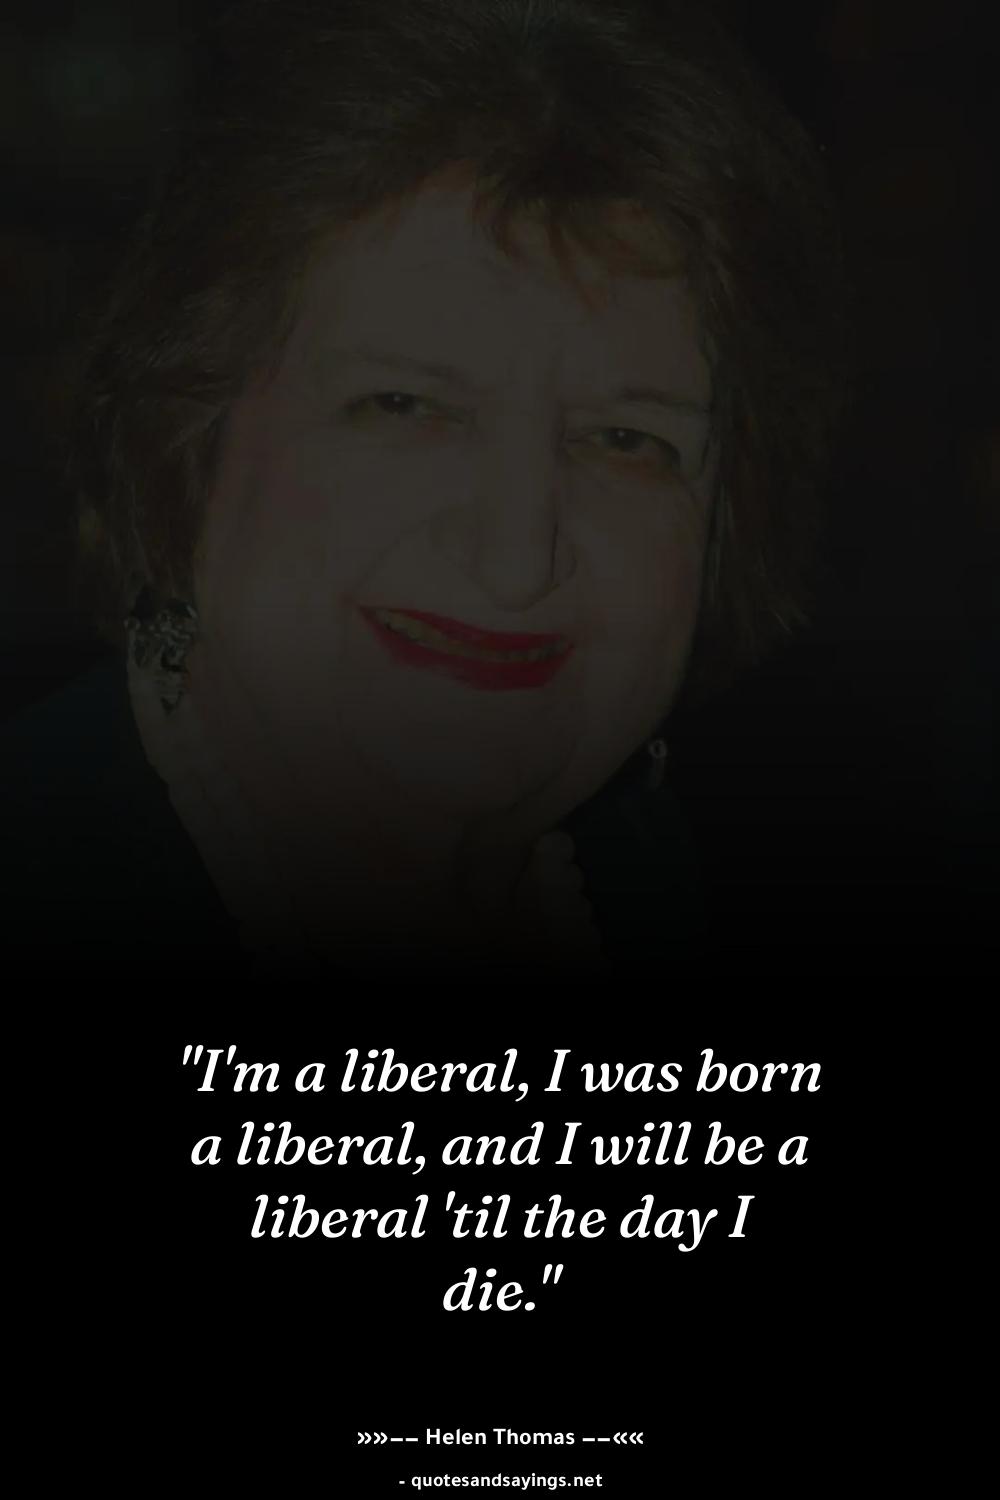 "I'm a liberal, I was born
a liberal, and I will be a
liberal 'til the day I
die."
»»–– Helen Thomas ––««
- quotesandsayings.net